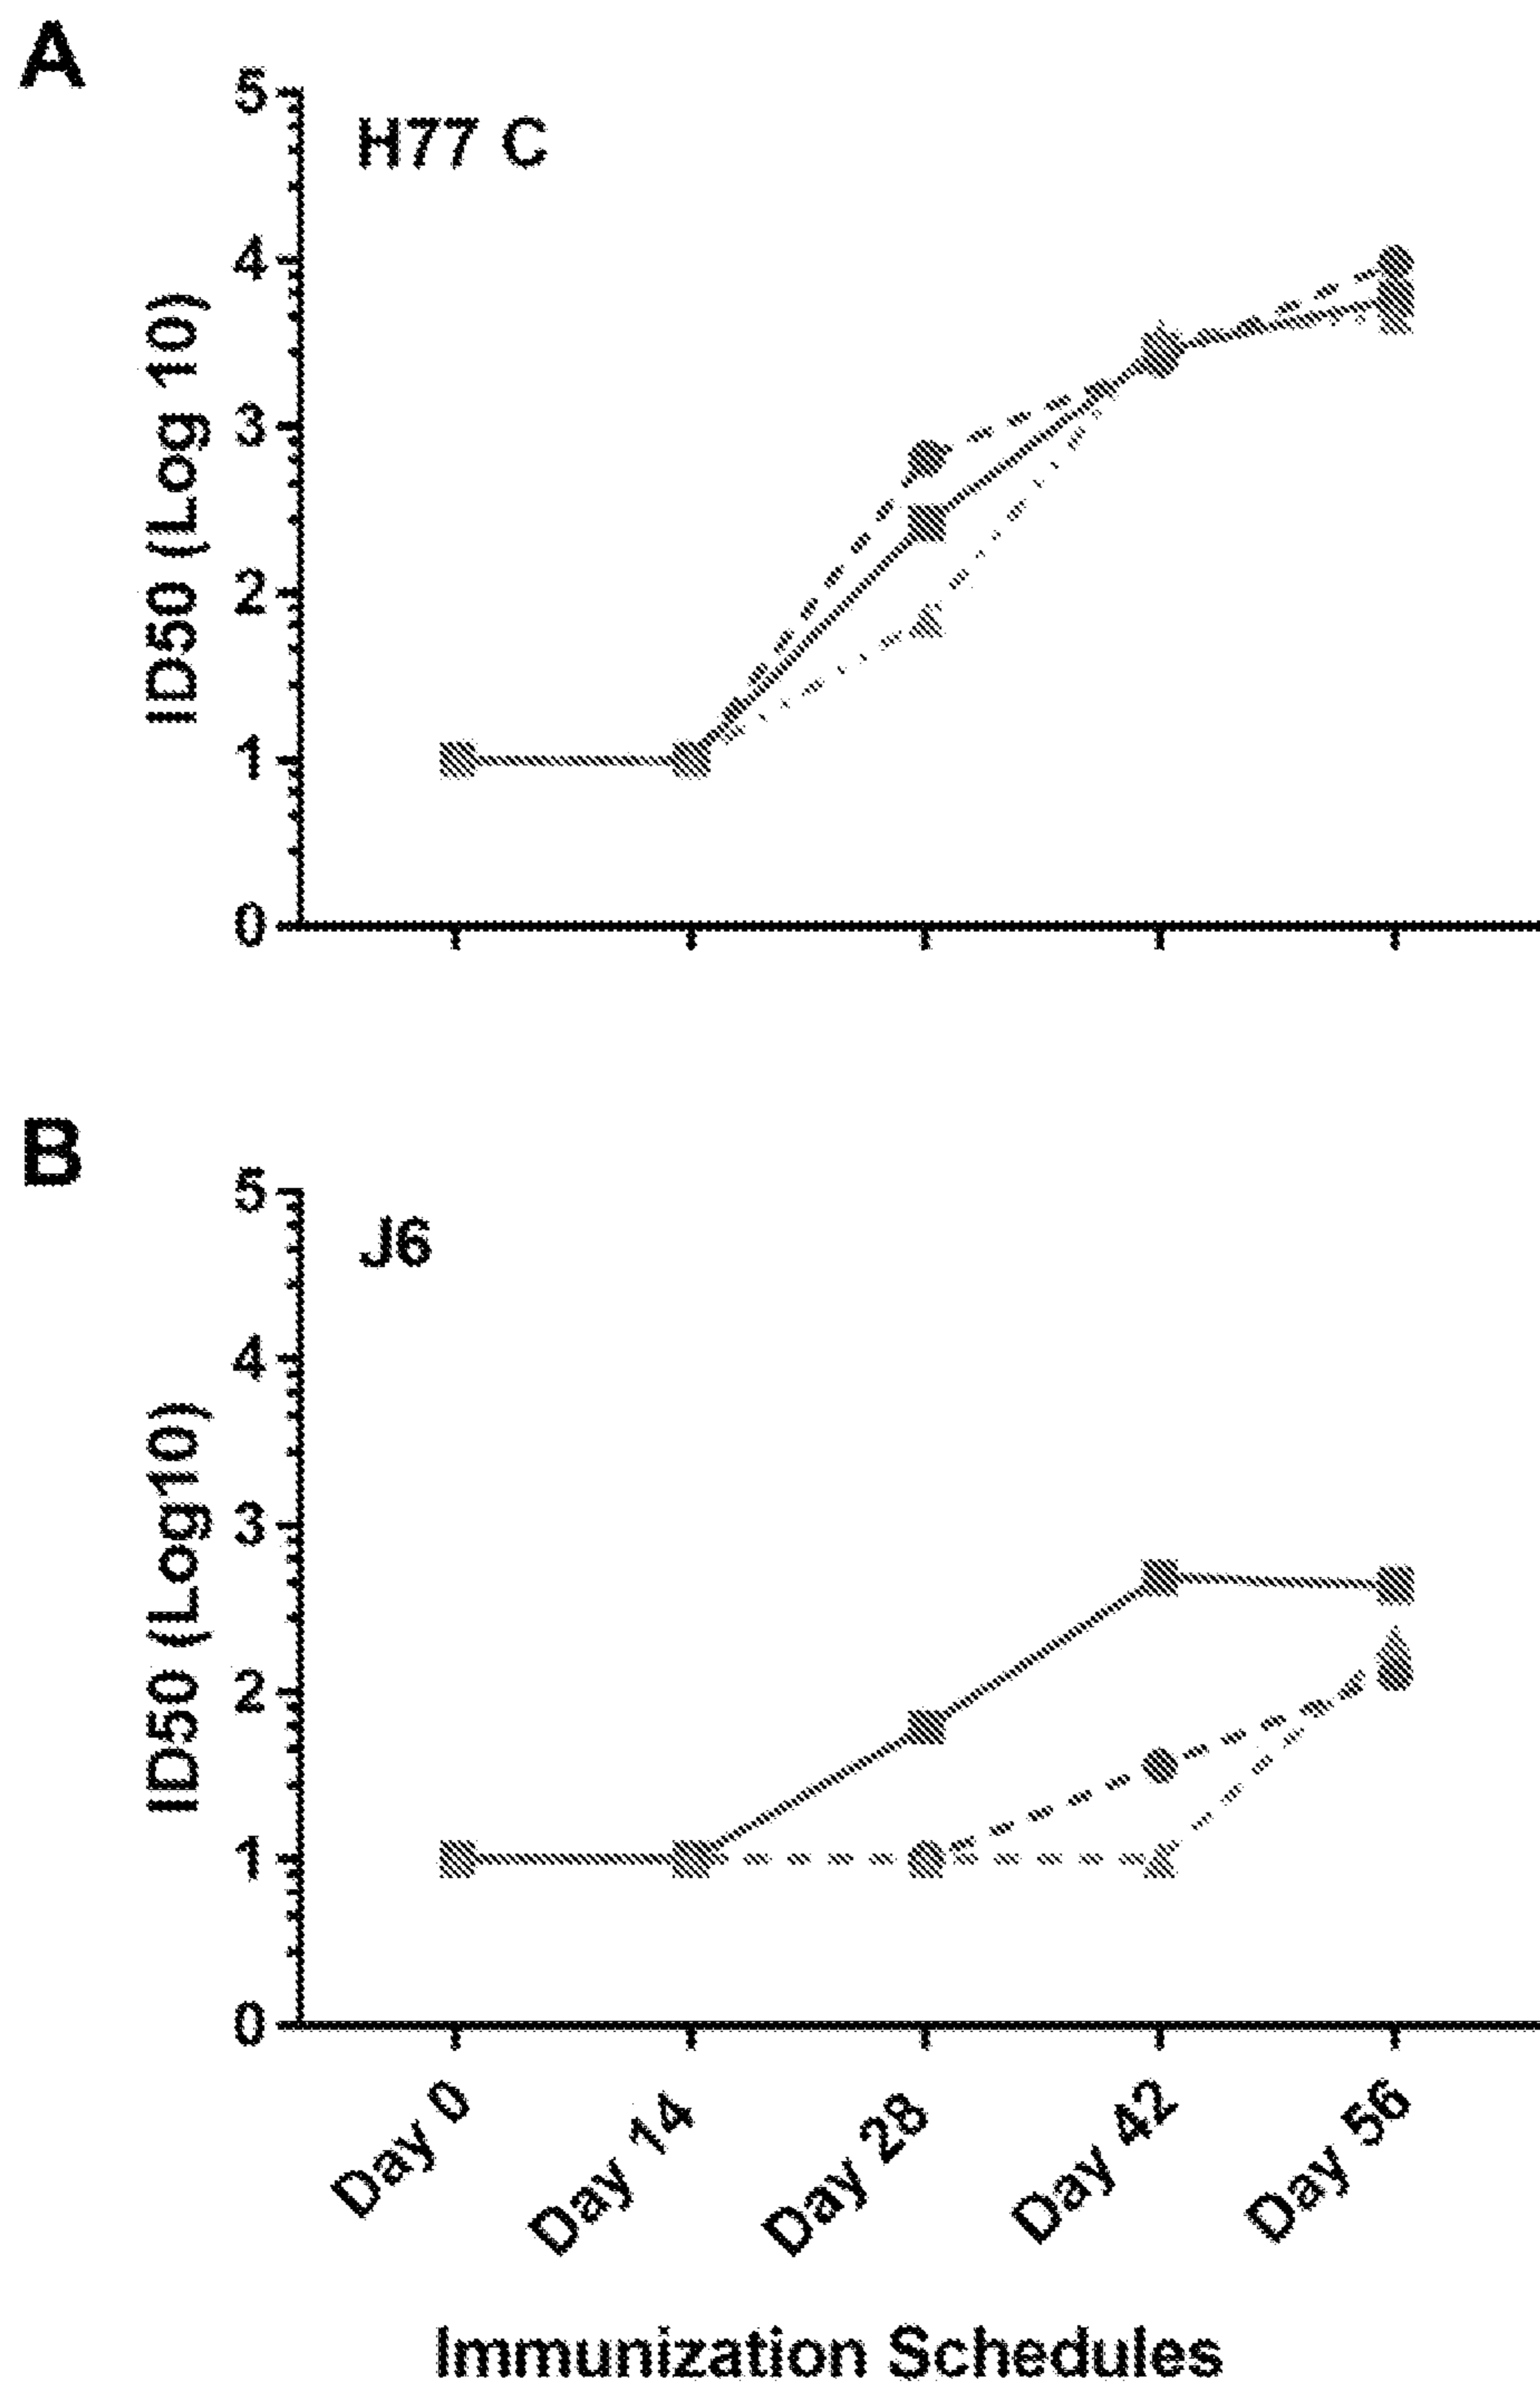 A
H77 C
ID50 (Log 10)
5
4
3
2
1
0
B
J6
ID50 (Log10)
5
4
3
2
1
0
Day 0
Day 14
Day 28
Day 42
Day 56
Immunization Schedules